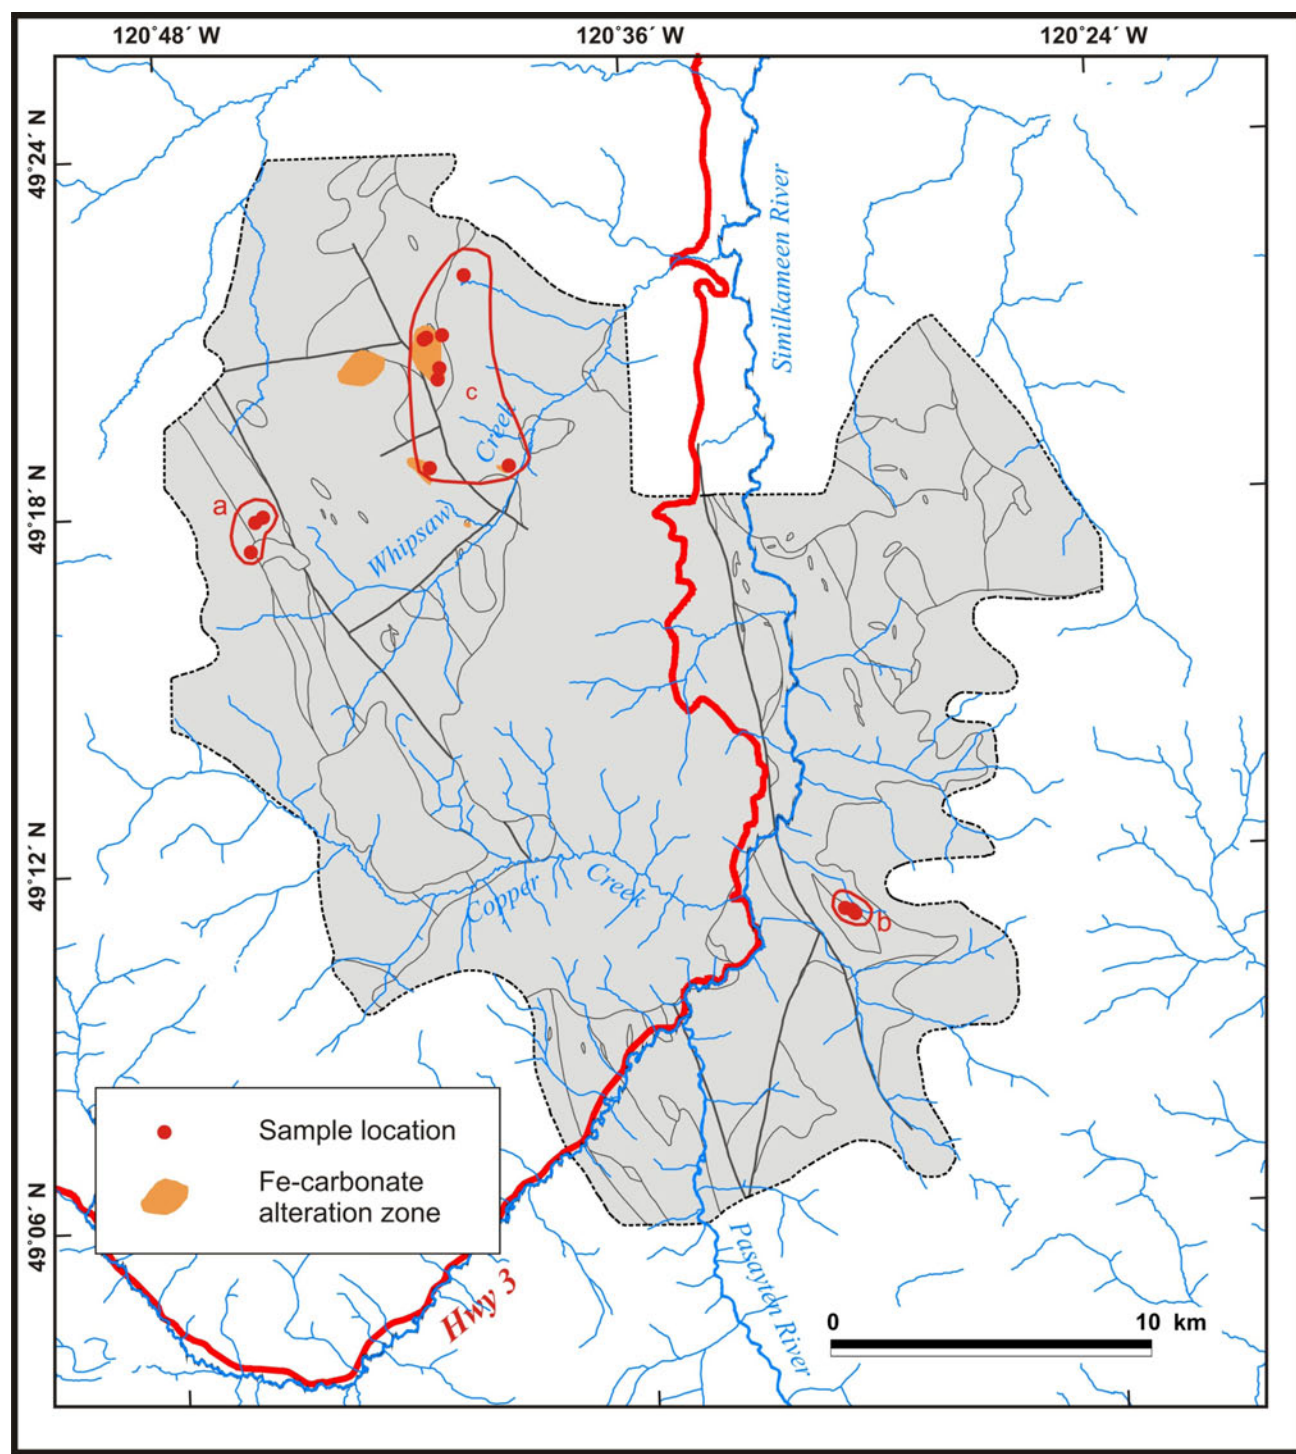 120°48´ W
120°36´ W
120°24´ W
49°24´ N
Similkameen River
c
Creek
49°18´ N
a
Whipsaw
49°12´ N
Creek
Copper
b
Sample location
Fe-carbonate
alteration zone
49°06´ N
Pasayten River
Hwy 3
0 10 km